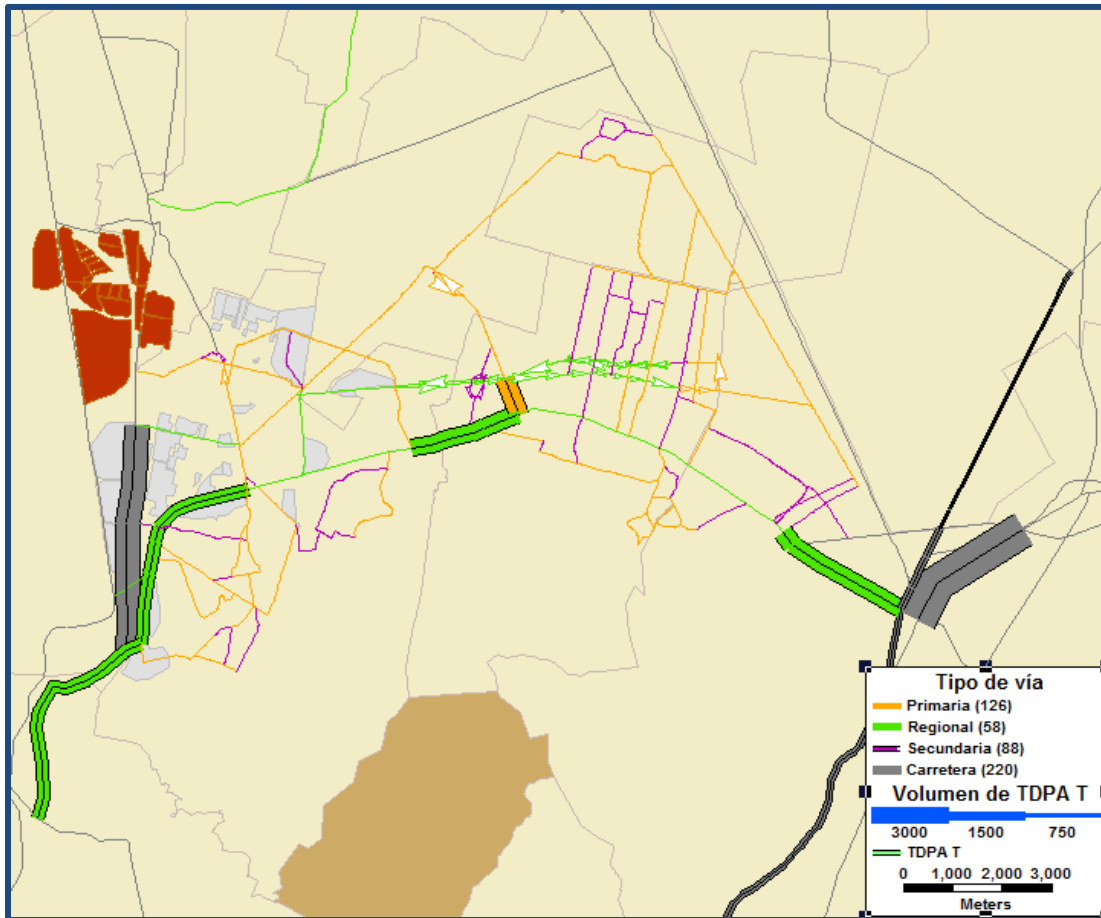 Tipo de vía
Primaria (126)
Regional (58)
Secundaria (88)
Carretera (220)
Volumen de TDPA T
3000 1500 750
TDPA T
0 1,000 2,000 3,000
Meters